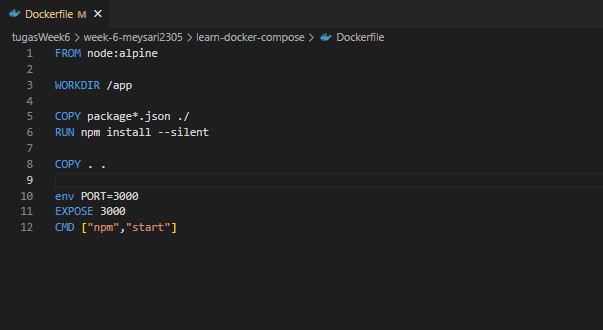 Dockerfile M ×
tugasWeek6 > week-6-meysari2305 > learn-docker-compose > Dockerfile
1 FROM node:alpine
2
3 WORKDIR /app
4
5 COPY package*.json ./
6 RUN npm install --silent
7
8 COPY . .
9
10 env PORT=3000
11 EXPOSE 3000
12 CMD ["npm","start"]